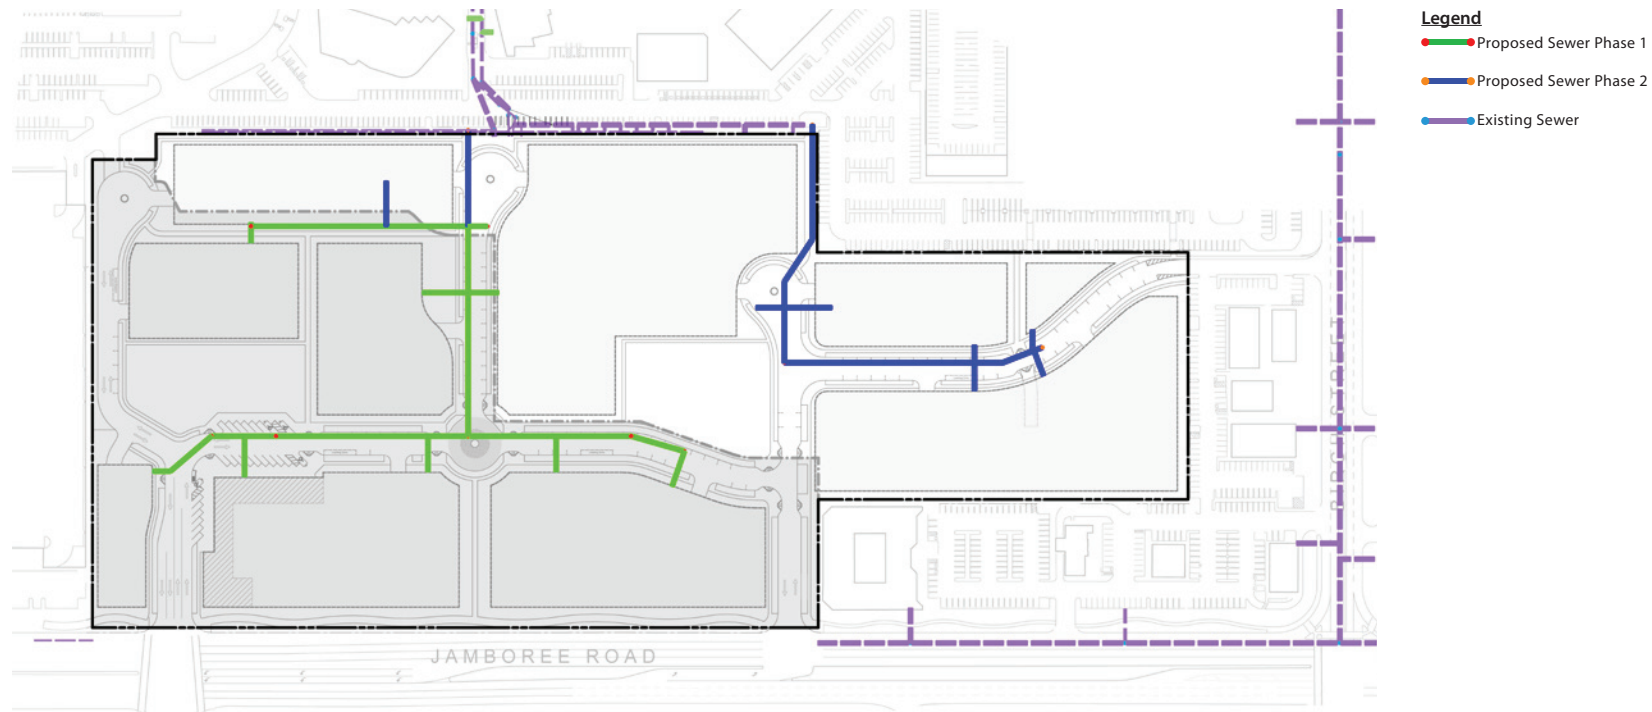 Legend
Proposed Sewer Phase 1
Proposed Sewer Phase 2
Existing Sewer
JAMBOREE ROAD